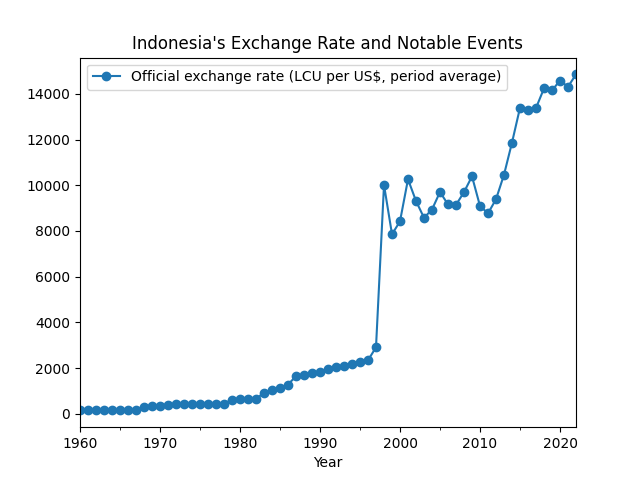 Indonesia's Exchange Rate and Notable Events
Official exchange rate (LCU per US$, period average)
14000
12000
10000
8000
6000
4000
2000
0
1960 1970 1980 1990 2000 2010 2020
Year